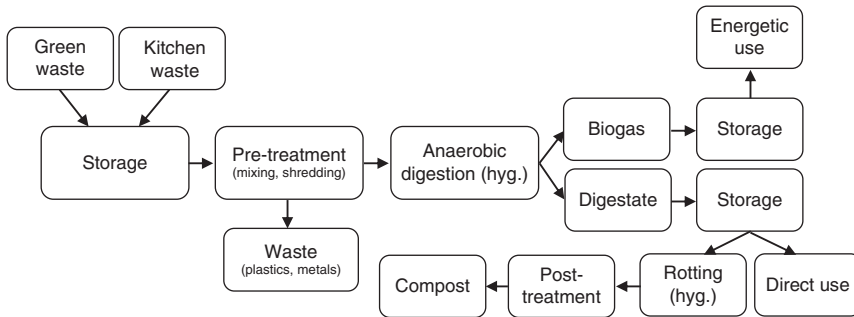 Green
waste
Kitchen
waste
Energetic
use
Storage
Pre-treatment
(mixing, shredding)
Anaerobic
digestion (hyg.)
Biogas
Storage
Digestate
Storage
Waste
(plastics, metals)
Compost
Post-
treatment
Rotting
(hyg.)
Direct use